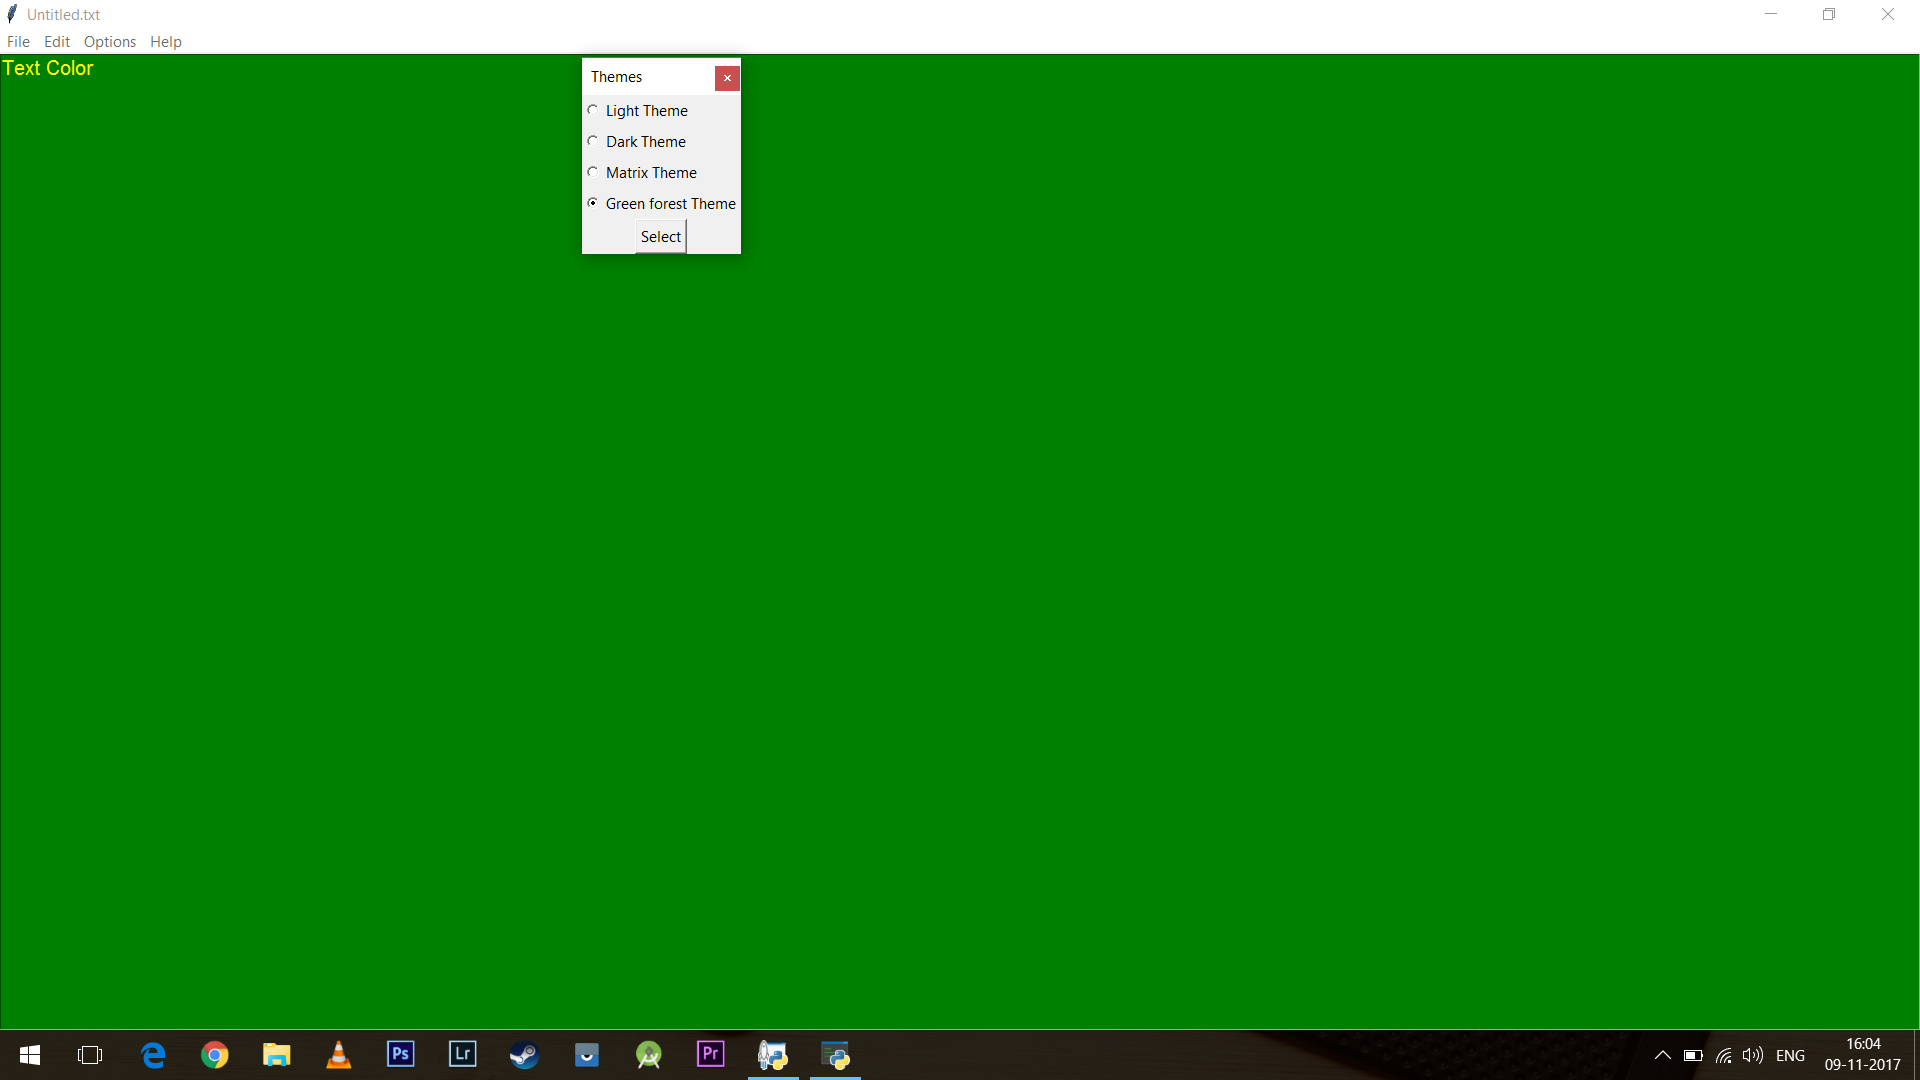 Untitled.txt
File Edit Options Help
Text Color
Themes
Light Theme
Dark Theme
Matrix Theme
Green forest Theme
Select
Ps Lr Pr
ENG
16:04
09-11-2017